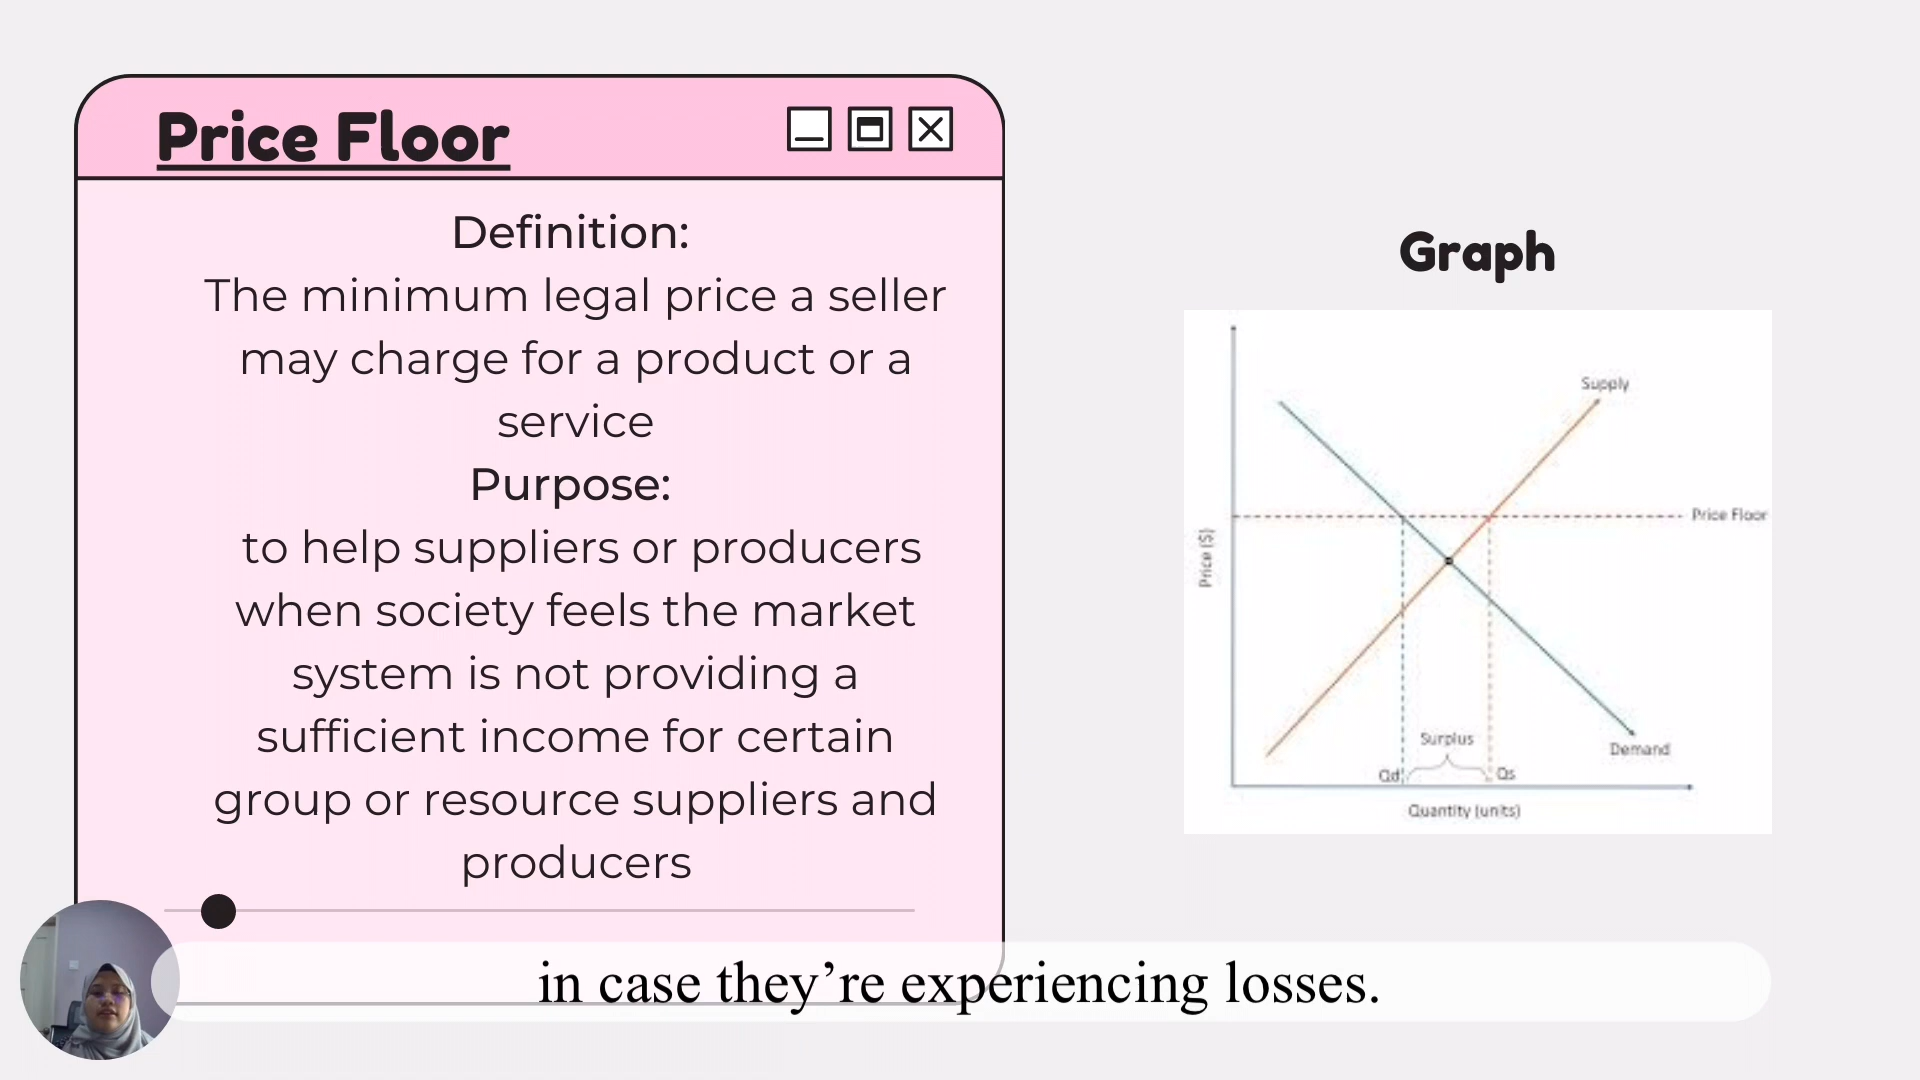 Price Floor
Definition:
The minimum legal price a seller
may charge for a product or a
service
Purpose:
to help suppliers or producers
when society feels the market
system is not providing a
sufficient income for certain
group or resource suppliers and
producers
Graph
Supply
Price Floor
Price ($)
Surplus
Demand
Qd
Qs
Quantity (units)
in case they’re experiencing losses.